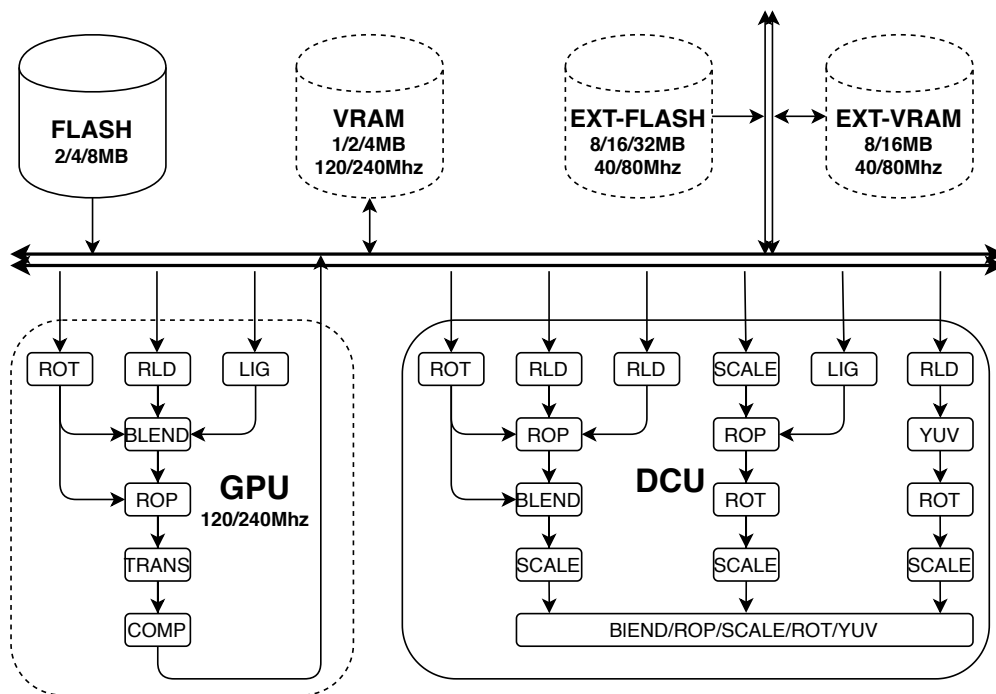 FLASH
2/4/8MB
VRAM
1/2/4MB
120/240Mhz
EXT-FLASH
8/16/32MB
40/80Mhz
EXT-VRAM
8/16MB
40/80Mhz
ROT
RLD
LIG
BLEND
ROP
TRANS
COMP
GPU
120/240Mhz
ROT
RLD
RLD
SCALE
LIG
RLD
ROP
ROP
YUV
DCU
BLEND
ROT
ROT
SCALE
SCALE
SCALE
BlEND/ROP/SCALE/ROT/YUV